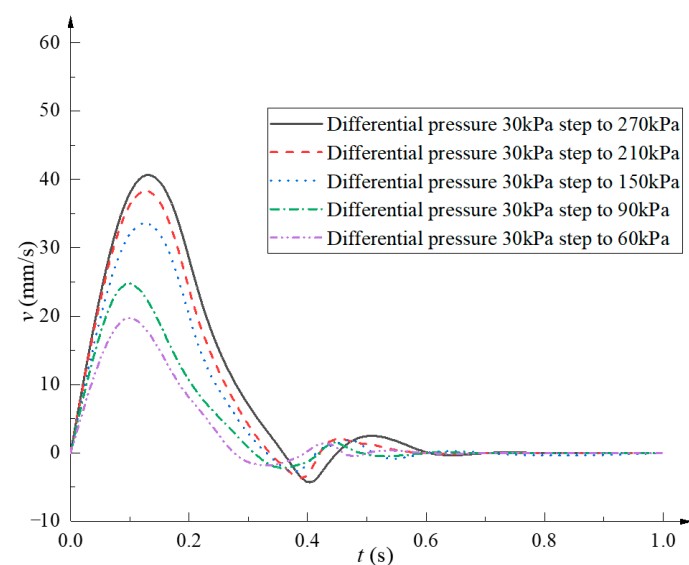 60
50
40
30
20
10
0
−10
v (mm/s)
Differential pressure 30kPa step to 270kPa
Differential pressure 30kPa step to 210kPa
Differential pressure 30kPa step to 150kPa
Differential pressure 30kPa step to 90kPa
Differential pressure 30kPa step to 60kPa
0.0 0.2 0.4 0.6 0.8 1.0
t (s)